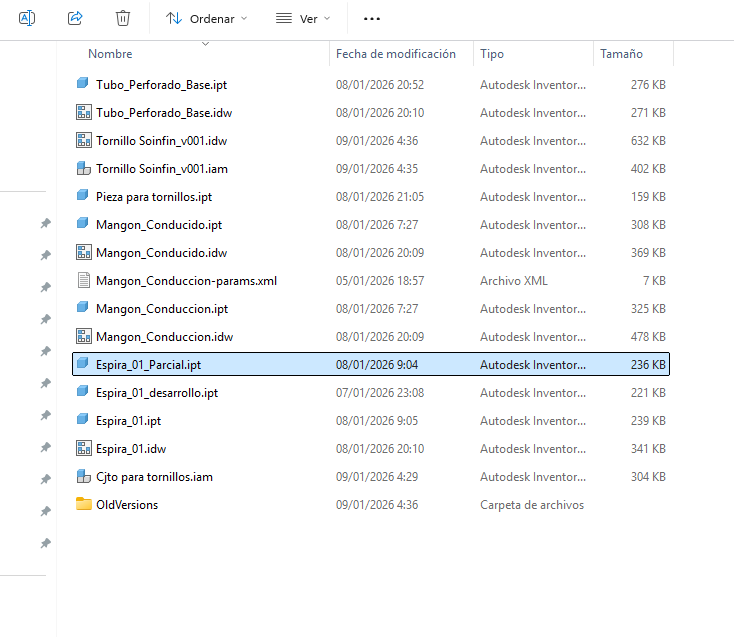 Ordenar Ver ...
Nombre Fecha de modificación Tipo Tamaño
Tubo_Perforado_Base.ipt 08/01/2026 20:52 Autodesk Inventor... 276 KB
Tubo_Perforado_Base.idw 08/01/2026 20:10 Autodesk Inventor... 271 KB
Tornillo Soinfin_v001.idw 09/01/2026 4:36 Autodesk Inventor... 632 KB
Tornillo Soinfin_v001.iam 09/01/2026 4:35 Autodesk Inventor... 402 KB
Pieza para tornillos.ipt 08/01/2026 21:05 Autodesk Inventor... 159 KB
Mangon_Conducido.ipt 08/01/2026 7:27 Autodesk Inventor... 308 KB
Mangon_Conducido.idw 08/01/2026 20:09 Autodesk Inventor... 369 KB
Mangon_Conduccion-params.xml 05/01/2026 18:57 Archivo XML 7 KB
Mangon_Conduccion.ipt 08/01/2026 7:27 Autodesk Inventor... 325 KB
Mangon_Conduccion.idw 08/01/2026 20:09 Autodesk Inventor... 478 KB
Espira_01_Parcial.ipt 08/01/2026 9:04 Autodesk Inventor... 236 KB
Espira_01_desarrollo.ipt 07/01/2026 23:08 Autodesk Inventor... 221 KB
Espira_01.ipt 08/01/2026 9:05 Autodesk Inventor... 239 KB
Espira_01.idw 08/01/2026 20:10 Autodesk Inventor... 341 KB
Cjto para tornillos.iam 09/01/2026 4:29 Autodesk Inventor... 304 KB
OldVersions 09/01/2026 4:36 Carpeta de archivos